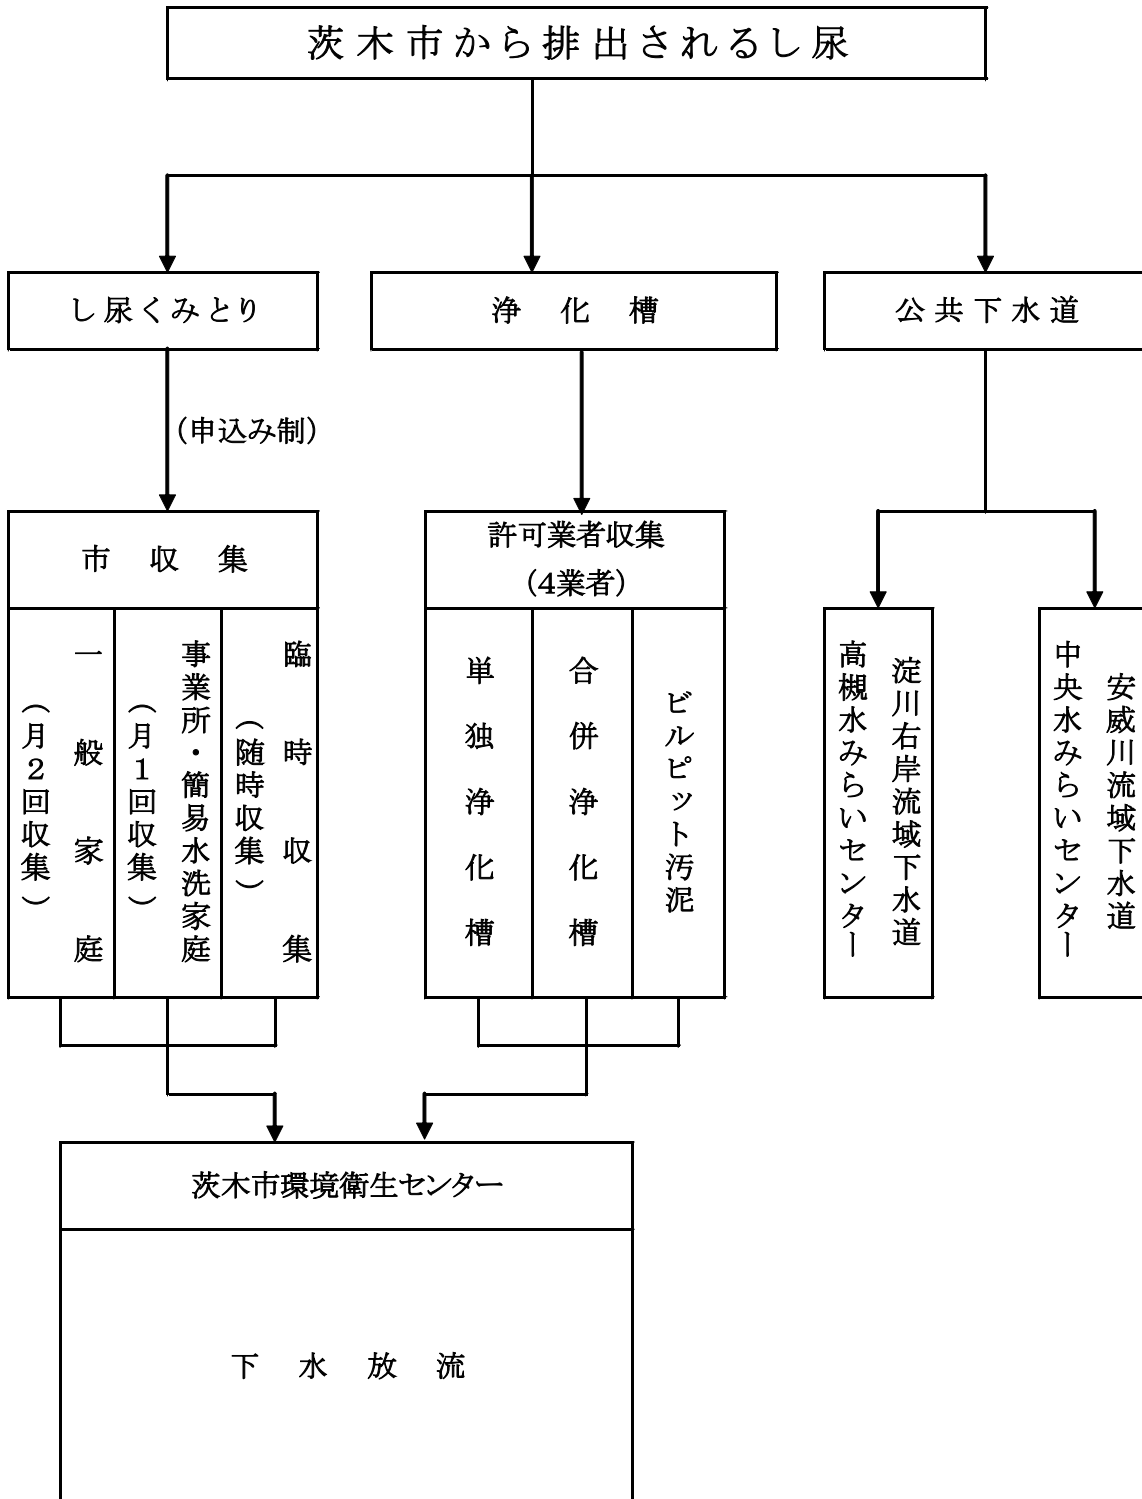 茨木市から排出されるし尿
し尿くみとり
浄化槽
公共下水道
（申込み制）
市収集
許可業者収集
（4業者）
一般家庭
（月２回収集）
事業所・簡易水洗家庭
（月１回収集）
臨時収集
（随時収集）
単独浄化槽
合併浄化槽
ビルピット汚泥
淀川右岸流域下水道
高槻水みらいセンター
安威川流域下水道
中央水みらいセンター
茨木市環境衛生センター
下水放流